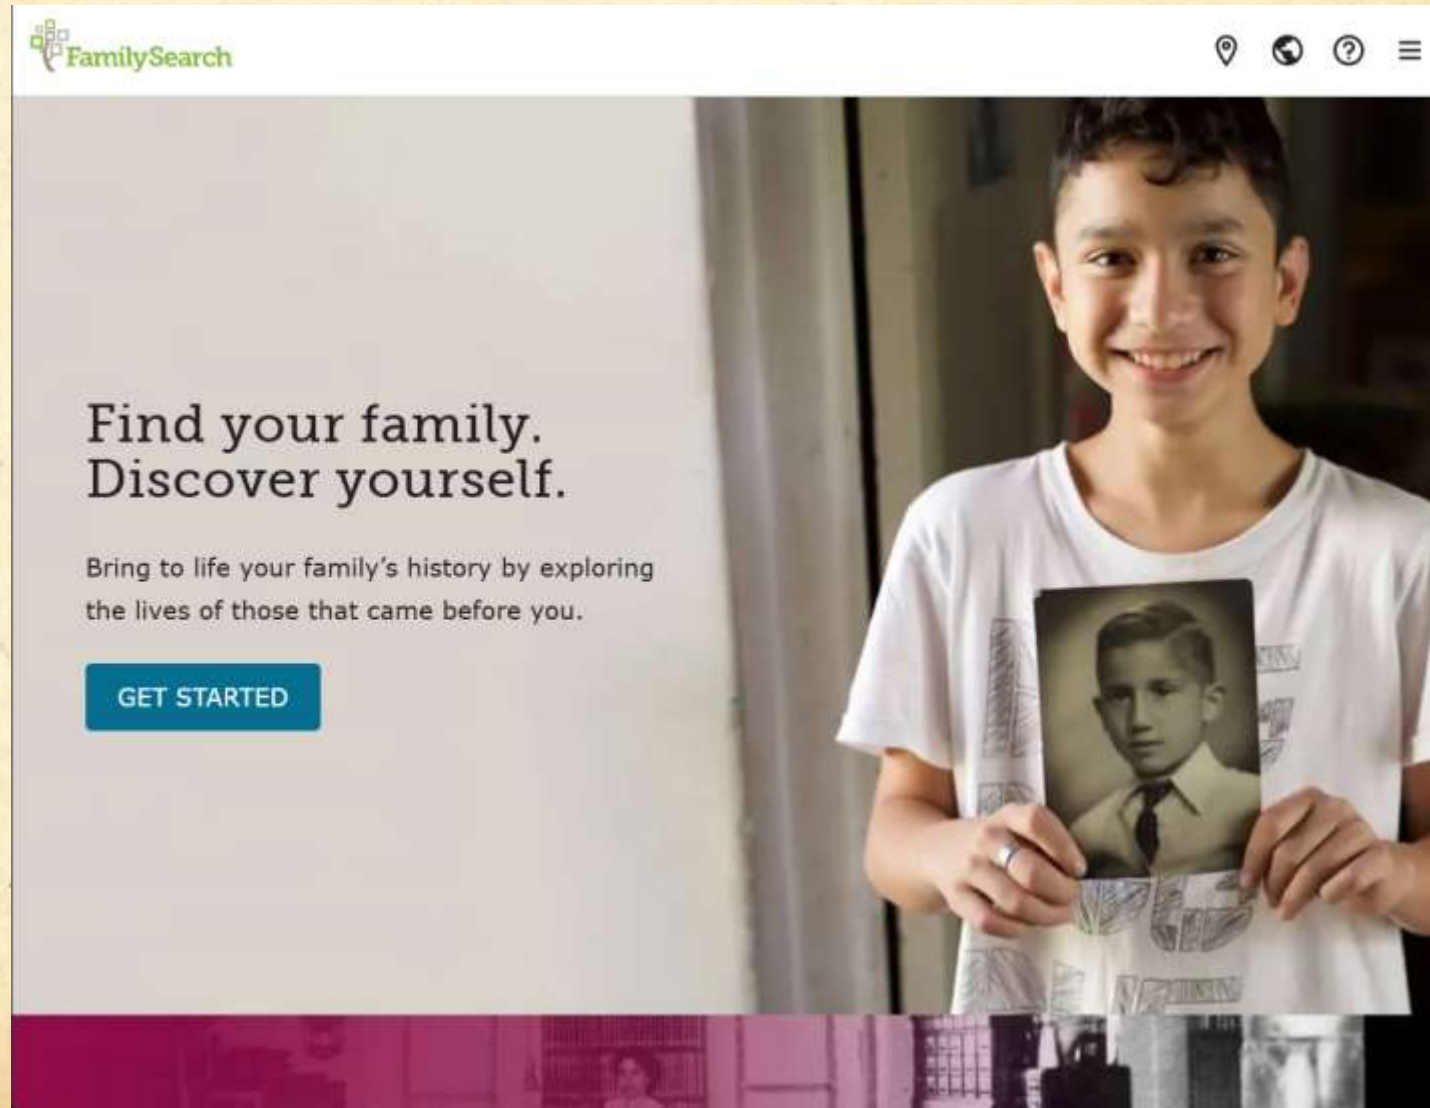 FamilySearch
Find your family.
Discover yourself.
Bring to life your family’s history by exploring
the lives of those that came before you.
GET STARTED